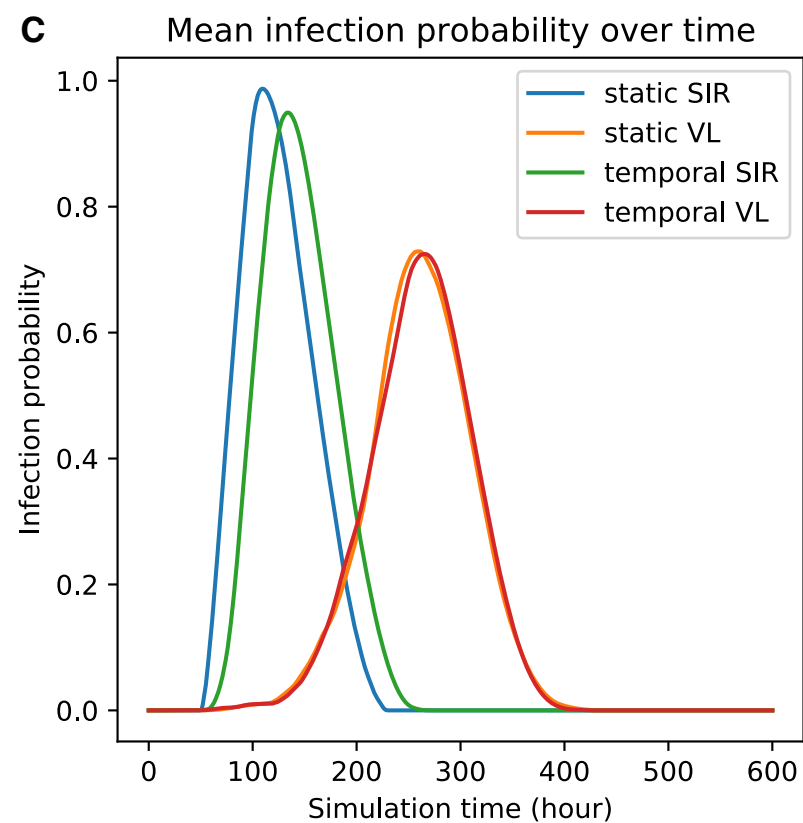 C
Mean infection probability over time
static SIR
static VL
temporal SIR
temporal VL
1.0
0.8
0.6
0.4
0.2
0.0
Infection probability
0 100 200 300 400 500 600
Simulation time (hour)